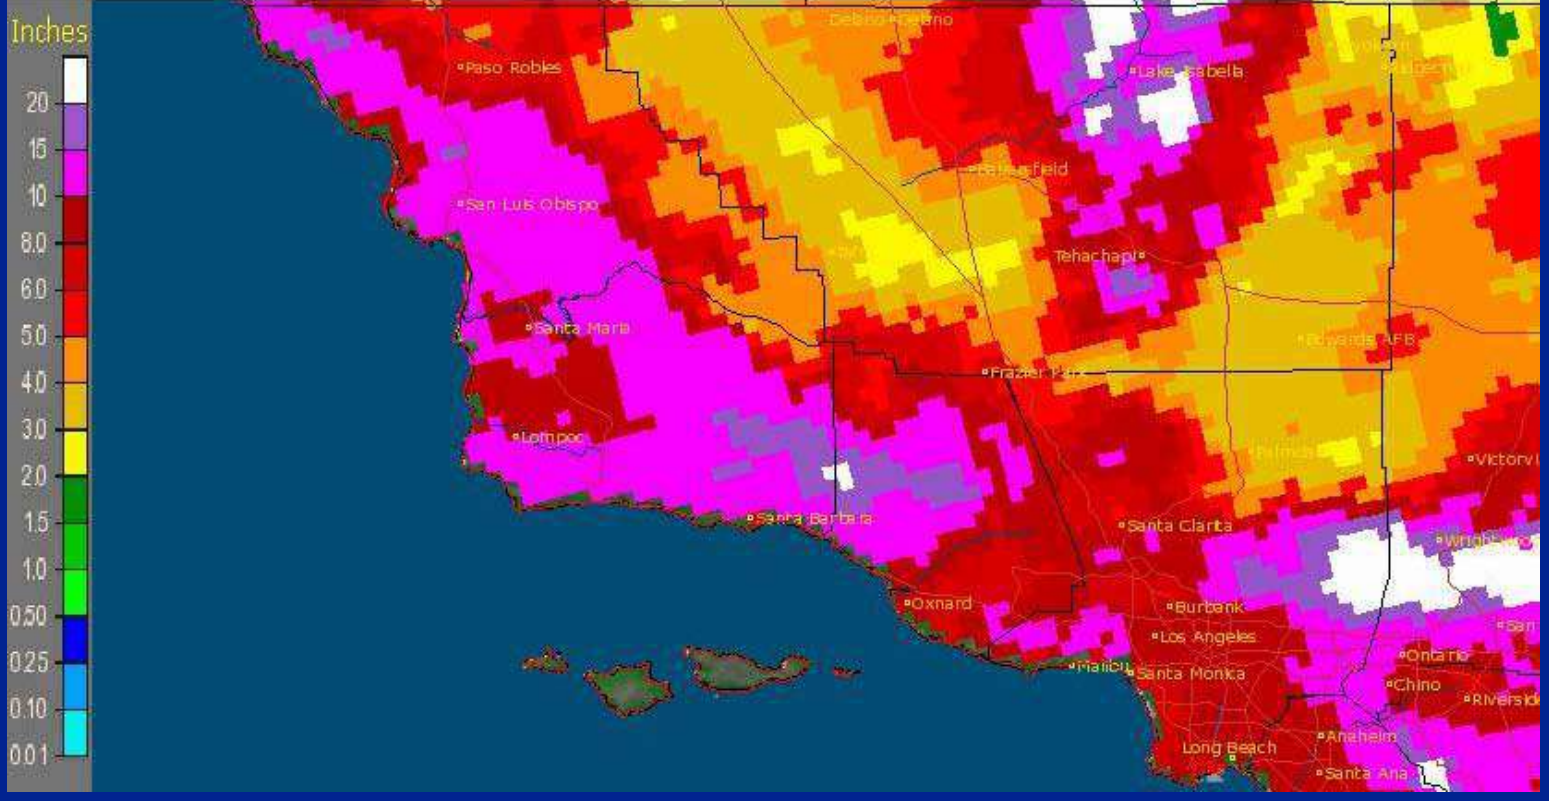 Inches
20
15
10
8.0
6.0
5.0
4.0
3.0
2.0
1.5
1.0
0.50
0.25
0.10
0.01
Delano
Paso Robles
Lake Isabella
Bakersfield
San Luis Obispo
Tehachapi
Santa Maria
Edwards AFB
Frazier Park
Lompoc
Santa Barbara
Santa Clarita
Oxnard
Burbank
Los Angeles
San
Ontario
Malibu
Santa Monica
Chino
Riverside
Anaheim
Long Beach
Santa Ana